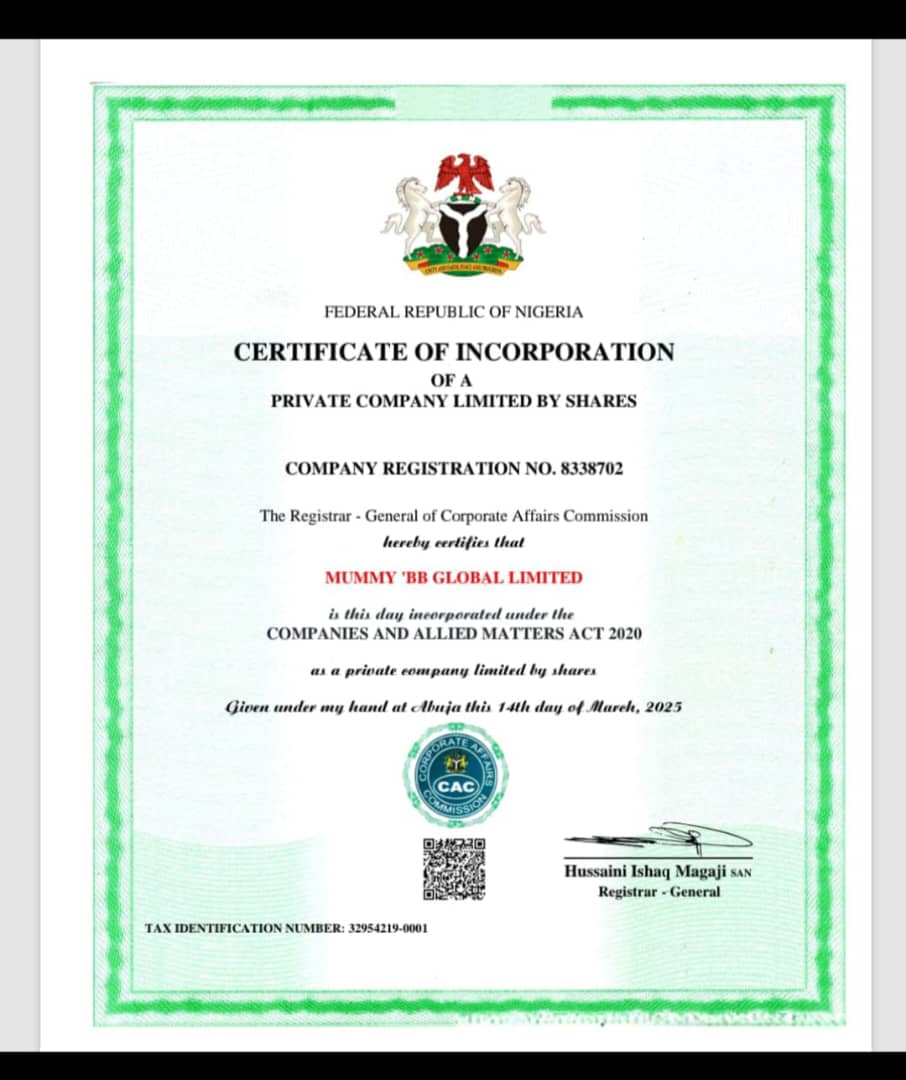 FEDERAL REPUBLIC OF NIGERIA
CERTIFICATE OF INCORPORATION
OF A
PRIVATE COMPANY LIMITED BY SHARES
COMPANY REGISTRATION NO. 8338702
The Registrar - General of Corporate Affairs Commission
hereby certifies that
MUMMY 'BB GLOBAL LIMITED
is this day incorporated under the
COMPANIES AND ALLIED MATTERS ACT 2020
as a private company limited by shares
Given under my hand at Abuja this 14th day of March, 2025
CORPORATE AFFAIRS
CAC
COMMISSION
Hussaini Ishaq Magaji SAN
Registrar - General
TAX IDENTIFICATION NUMBER: 32954219-0001